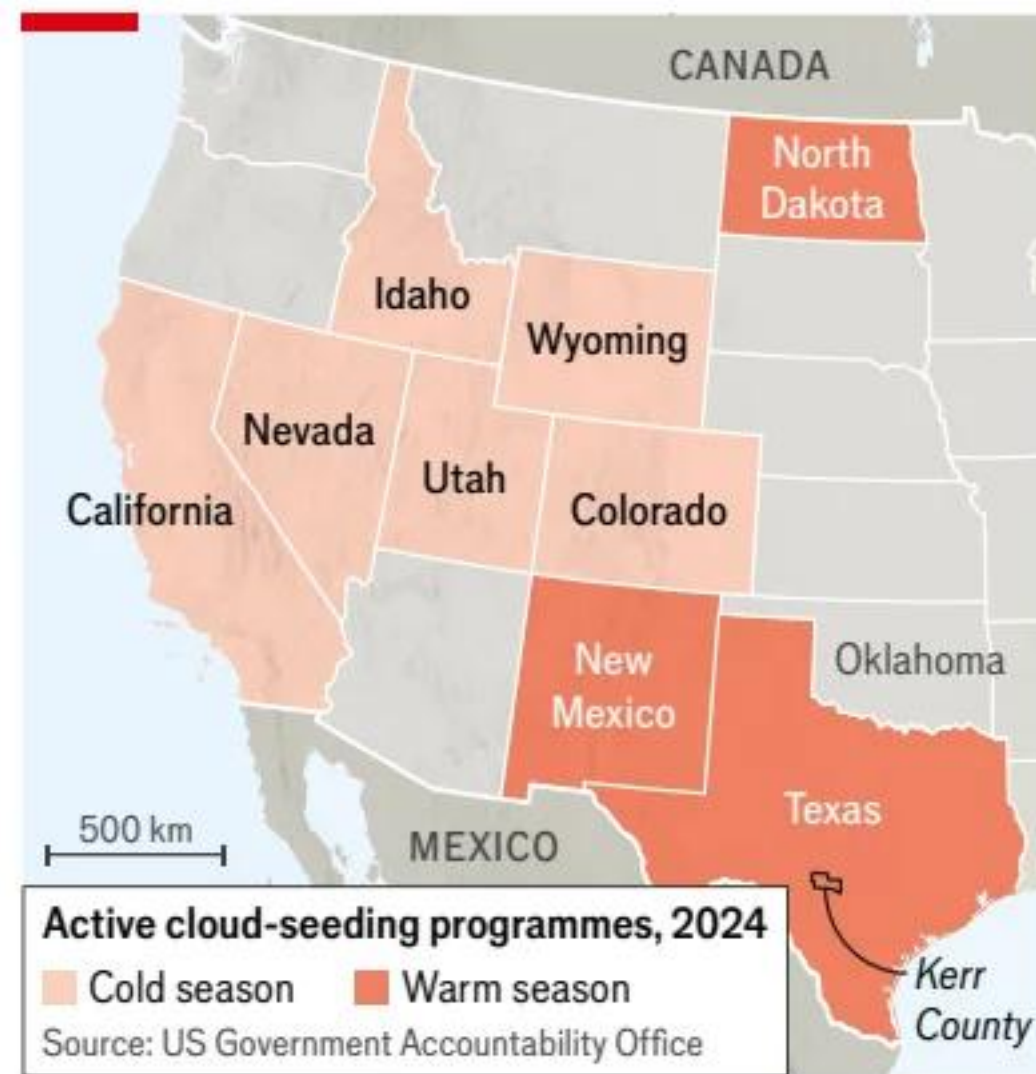 CANADA
North
Dakota
Idaho
Wyoming
Nevada
Utah
California
Colorado
New
Mexico
Oklahoma
Texas
500 km
MEXICO
Kerr
County
Active cloud-seeding programmes, 2024
Cold season
Warm season
Source: US Government Accountability Office